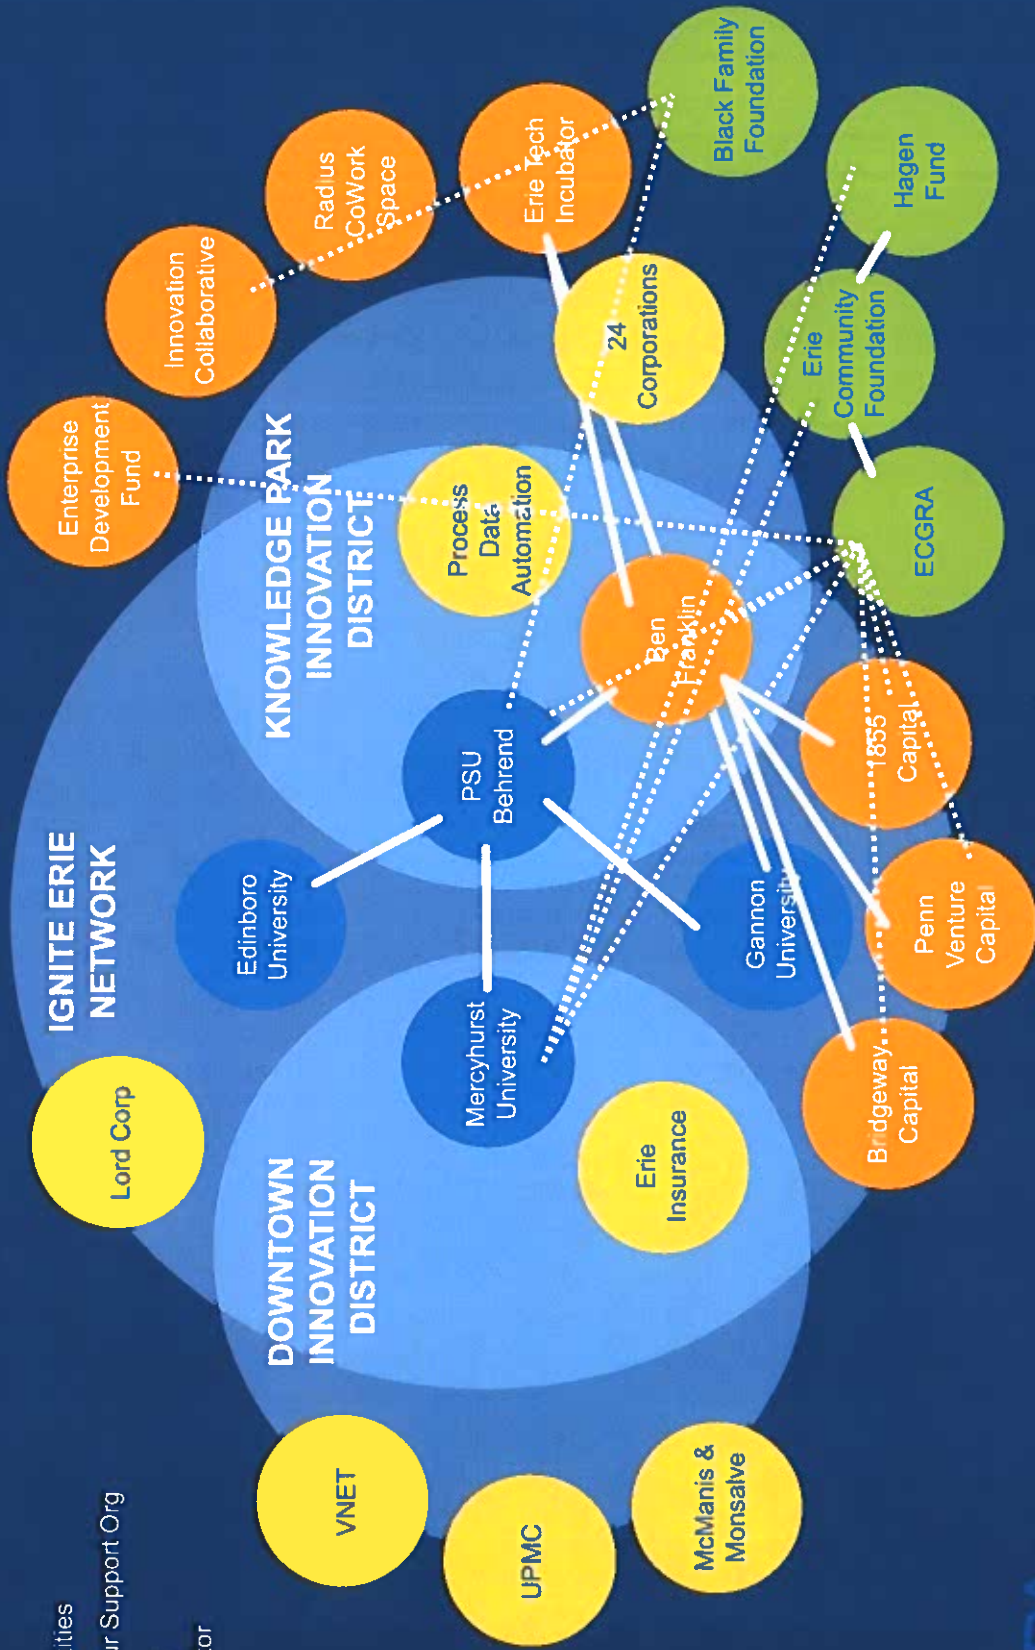 IGNITE ERIE
NETWORK
KNOWLEDGE PARK
INNOVATION
DISTRICT
DOWNTOWN
INNOVATION
DISTRICT
Lord Corp
VNET
UPMC
McManis &
Monsalve
Erie
Insurance
Mercyhurst
University
Edinboro
University
PSU
Behrend
Gannon
University
Process
Data
Automation
24
Corporations
Ben
Franklin
Enterprise
Development
Fund
Innovation
Collaborative
Radius
CoWork
Space
Erie Tech
Incubator
Black Family
Foundation
Hagen
Fund
Erie
Community
Foundation
ECGRA
1855
Capital
Penn
Venture
Capital
Bridgeway
Capital
Support Org